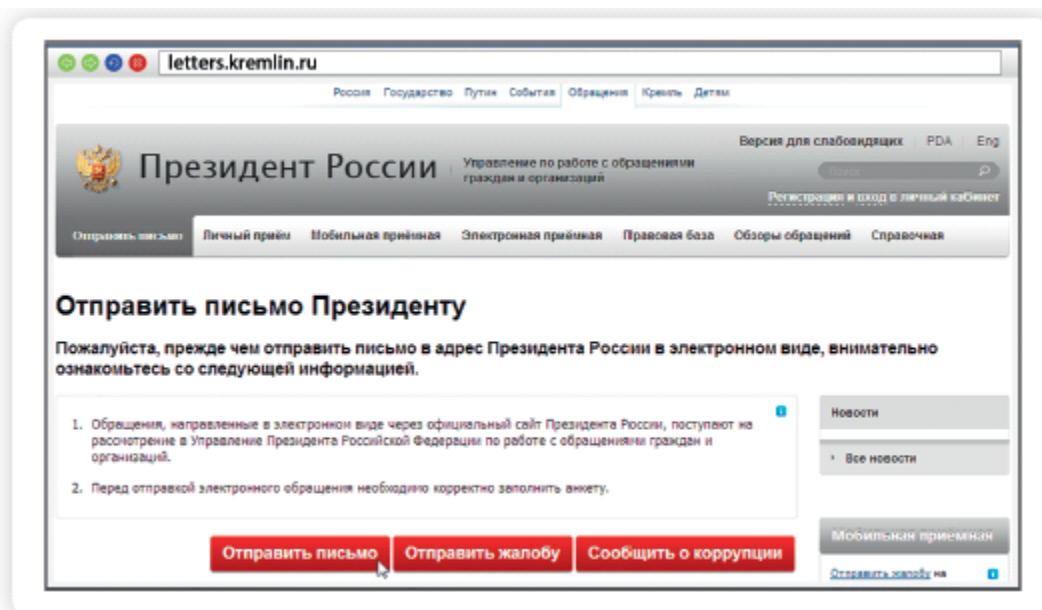 letters.kremlin.ru
Россия Государство Путин События Обращения Кремль Детям
Версия для слабовидящих PDA Eng
Президент России
Управление по работе с обращениями
граждан и организаций
Поиск
Регистрация и вход в личный кабинет
Отправить письмо Личный приём Мобильная приёмная Электронная приёмная Правовая база Обзоры обращений Справочная
Отправить письмо Президенту
Пожалуйста, прежде чем отправить письмо в адрес Президента России в электронном виде, внимательно
ознакомьтесь со следующей информацией.
1. Обращения, направленные в электронном виде через официальный сайт Президента России, поступают на
рассмотрение в Управление Президента Российской Федерации по работе с обращениями граждан и
организаций.
2. Перед отправкой электронного обращения необходимо корректно заполнить анкету.
Отправить письмо Отправить жалобу Сообщить о коррупции
Новости
Все новости
Мобильная приёмная
Отправить жалобу на